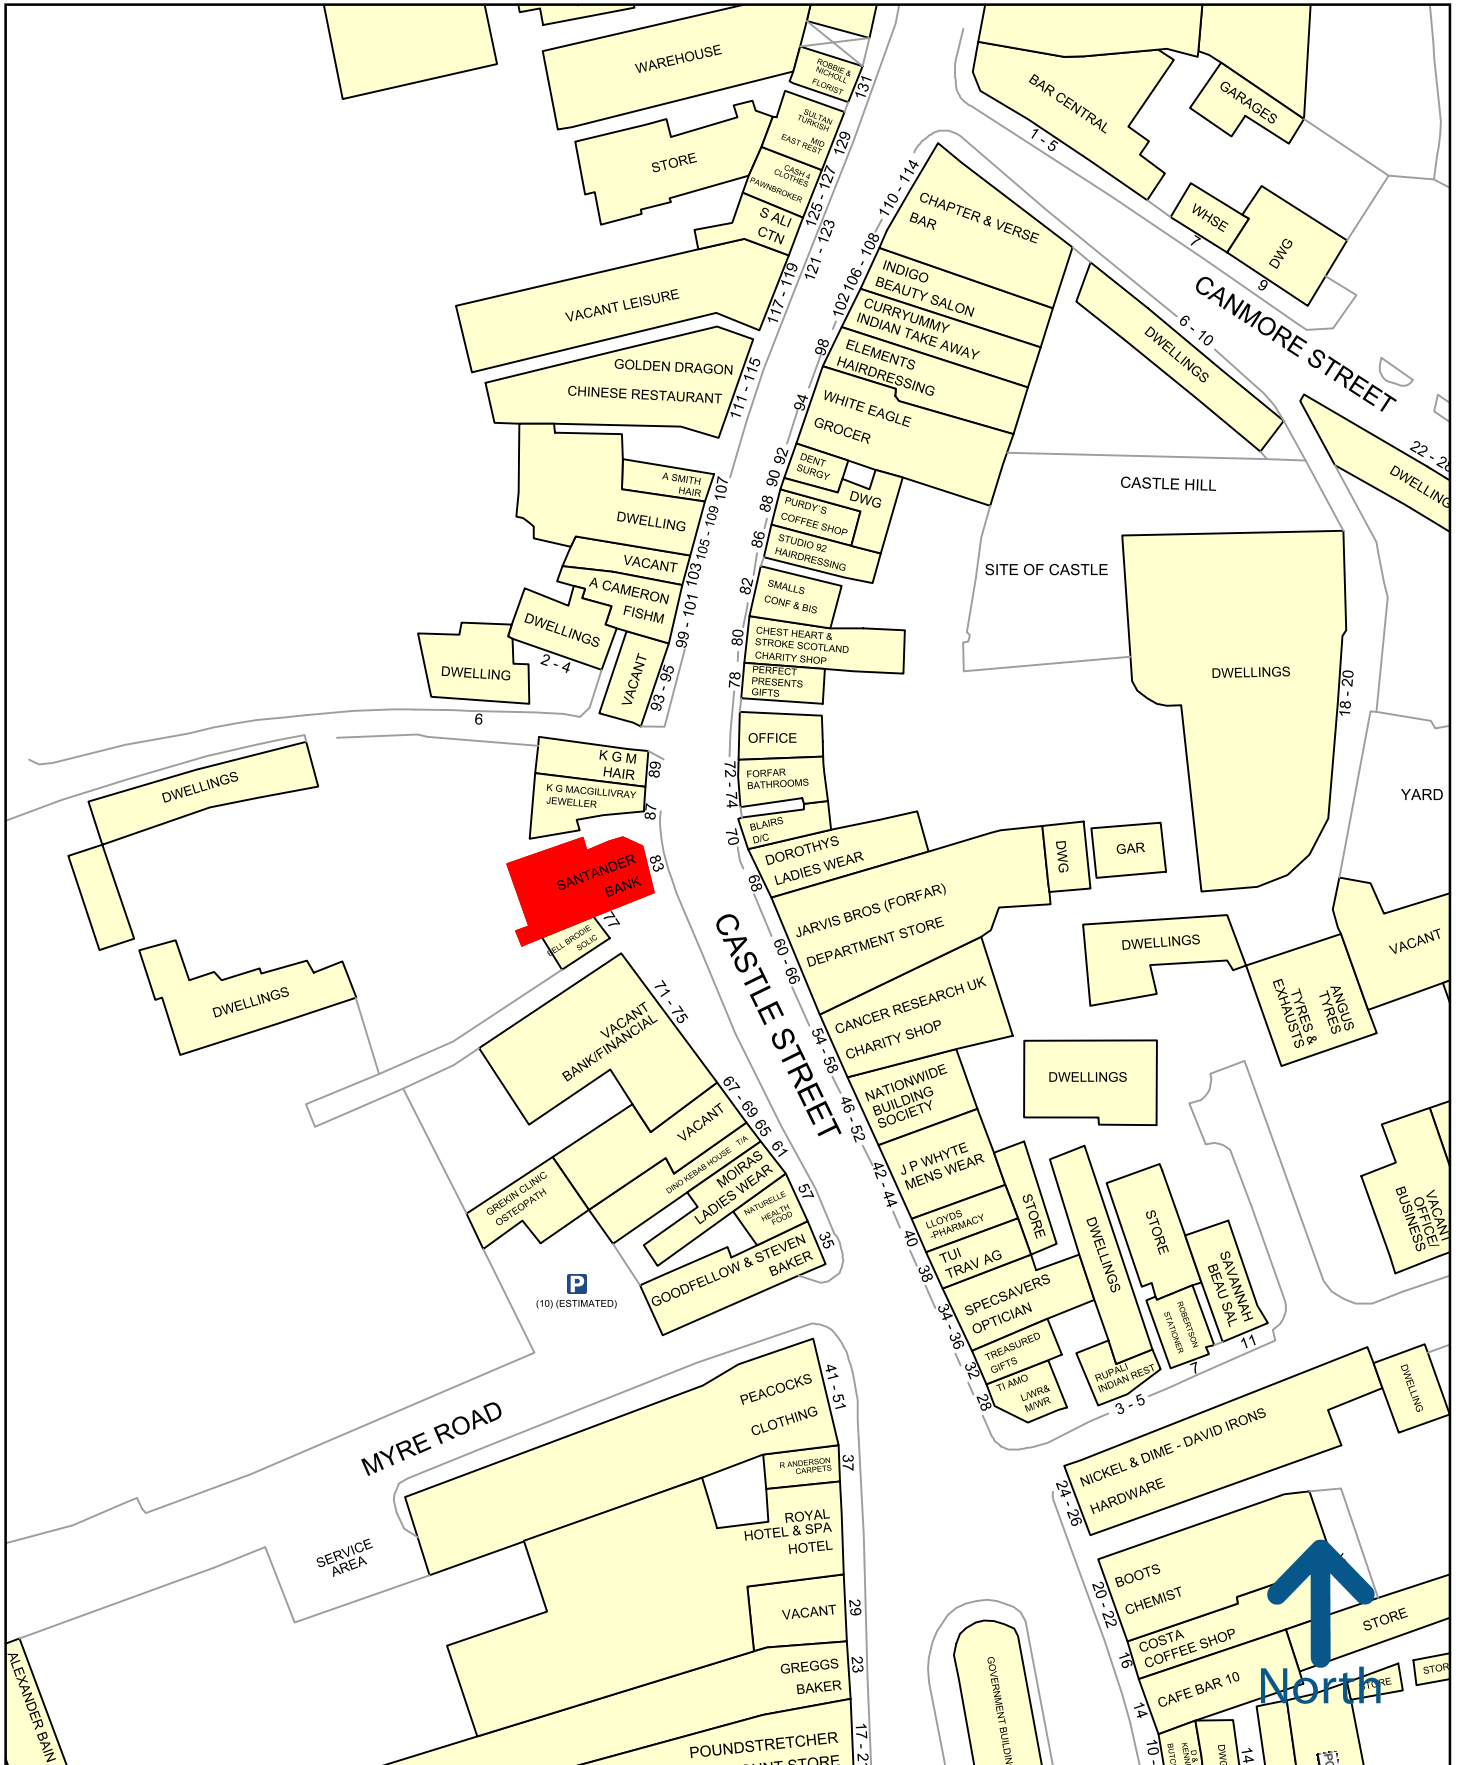 WAREHOUSE
ROBBIE &
NICHOLL
FLORIST
131
BAR CENTRAL
1 - 5
GARAGES
SULTAN
TURKISH
MID
EAST REST
129
STORE
CASH 4
CLOTHES
PAWNBROKER
125 - 127
S ALI
CTN
121 - 123
110 - 114
CHAPTER & VERSE
BAR
WHSE
7
DWG
9
CANMORE STREET
VACANT LEISURE
117 - 119
106 - 108
INDIGO
BEAUTY SALON
102
CURRYUMMY
INDIAN TAKE AWAY
6 - 10
DWELLINGS
GOLDEN DRAGON
CHINESE RESTAURANT
111 - 115
98
ELEMENTS
HAIRDRESSING
94
WHITE EAGLE
GROCER
DWELLING
92
DENT
SURGY
90
A SMITH
HAIR
107
CASTLE HILL
88
DWG
PURDY'S
COFFEE SHOP
DWELLING
105 - 109
86
STUDIO 92
HAIRDRESSING
VACANT
103
SITE OF CASTLE
A CAMERON
FISHM
99 - 101
82
SMALLS
CONF & BIS
DWELLINGS
2 - 4
80
CHEST HEART &
STROKE SCOTLAND
CHARITY SHOP
DWELLING
VACANT
93 - 95
78
PERFECT
PRESENTS
GIFTS
DWELLINGS
18 - 20
6
OFFICE
K G M
HAIR
89
72 - 74
FORFAR
BATHROOMS
DWELLINGS
K G MACGILLIVRAY
JEWELLER
87
YARD
70
BLAIRS
D/C
DOROTHYS
LADIES WEAR
68
DWG
GAR
SANTANDER
BANK
83
JARVIS BROS (FORFAR)
DEPARTMENT STORE
60 - 66
77
SOLIC
DWELLINGS
VACANT
CASTLE STREET
DWELLINGS
71 - 75
VACANT
BANK/FINANCIAL
CANCER RESEARCH UK
CHARITY SHOP
54 - 58
ANGUS
TYRES
TYRES &
EXHAUSTS
DWELLINGS
67 - 69
VACANT
NATIONWIDE
BUILDING
SOCIETY
46 - 52
65
DINO KEBAB HOUSE T/A
61
MOIRAS
LADIES WEAR
J P WHYTE
MENS WEAR
42 - 44
GREKIN CLINIC
OSTEOPATH
57
NATURELLE
HEALTH
FOOD
LLOYDS
-PHARMACY
40
STORE
DWELLINGS
STORE
OFFICE/
BUSINESS
35
GOODFELLOW & STEVEN
BAKER
TUI
TRAV AG
38
SAVANNAH
BEAU SAL
P
(10) (ESTIMATED)
SPECSAVERS
OPTICIAN
34 - 36
ROBERTSON
STATIONER
11
TREASURED
GIFTS
32
RUPALI
INDIAN REST
7
3 - 5
TI AMO
L/WR&
M/WR
28
DWELLING
PEACOCKS
CLOTHING
41 - 51
MYRE ROAD
NICKEL & DIME - DAVID IRONS
HARDWARE
24 - 26
R ANDERSON
CARPETS
37
ROYAL
HOTEL & SPA
HOTEL
SERVICE
AREA
BOOTS
CHEMIST
20 - 22
VACANT
29
STORE
COSTA
COFFEE SHOP
16
GREGGS
BAKER
23
CAFE BAR 10
14
North
STORE
ALEXANDER BAIN
GOVERNMENT BUILDIN
POUNDSTRETCHER
14